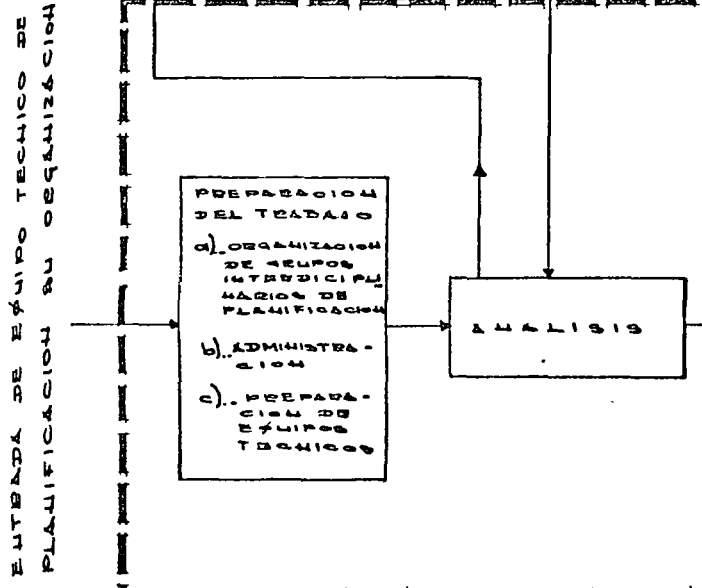 ENTRADA DE EQUIPO TECNICO DE
PLANIFICACION SU ORGANIZACION
PREPARACION
DEL TRABAJO
a)..ORGANIZACION
DE GRUPOS
INTRDICIPLI
NARIOS DE
PLANIFICACION
b)..ADMINISTRA-
CION
c)..PREPARA-
CION DE
EQUIPOS
TECNICOS
ANALISIS